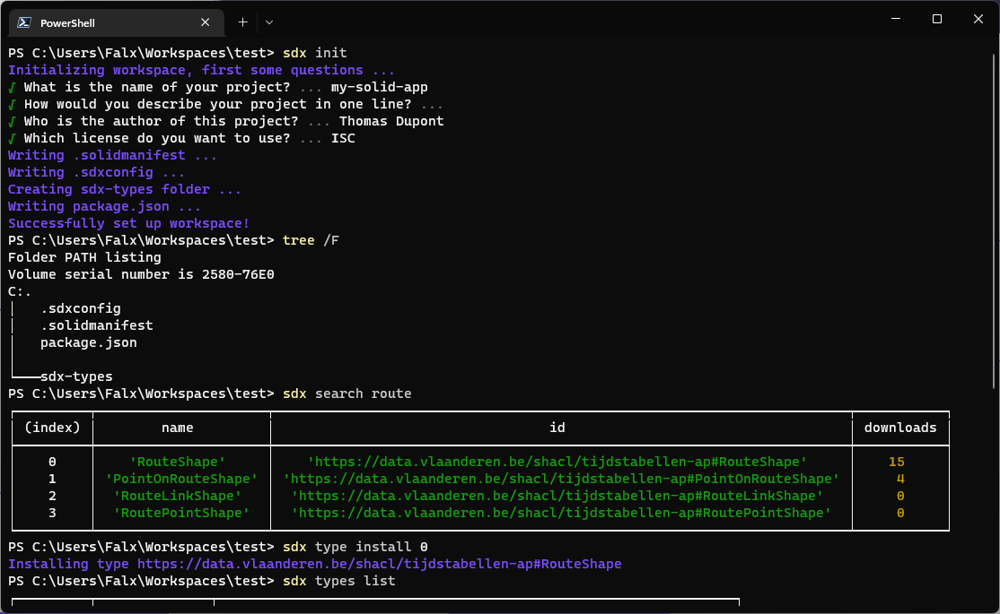 PowerShell
PS C:\Users\Falx\Workspaces\test> sdx init
Initializing workspace, first some questions ...
√ What is the name of your project? ... my-solid-app
√ How would you describe your project in one line? ...
√ Who is the author of this project? ... Thomas Dupont
√ Which license do you want to use? ... ISC
Writing .solidmanifest ...
Writing .sdxconfig ...
Creating sdx-types folder ...
Writing package.json ...
Successfully set up workspace!
PS C:\Users\Falx\Workspaces\test> tree /F
Folder PATH listing
Volume serial number is 2580-76E0
C:.
.sdxconfig
.solidmanifest
package.json
sdx-types
PS C:\Users\Falx\Workspaces\test> sdx search route
(index) name id downloads
0 'RouteShape' 'https://data.vlaanderen.be/shacl/tijdstabellen-ap#RouteShape' 15
1 'PointOnRouteShape' 'https://data.vlaanderen.be/shacl/tijdstabellen-ap#PointOnRouteShape' 4
2 'RouteLinkShape' 'https://data.vlaanderen.be/shacl/tijdstabellen-ap#RouteLinkShape' 0
3 'RoutePointShape' 'https://data.vlaanderen.be/shacl/tijdstabellen-ap#RoutePointShape' 0
PS C:\Users\Falx\Workspaces\test> sdx type install 0
Installing type https://data.vlaanderen.be/shacl/tijdstabellen-ap#RouteShape
PS C:\Users\Falx\Workspaces\test> sdx types list